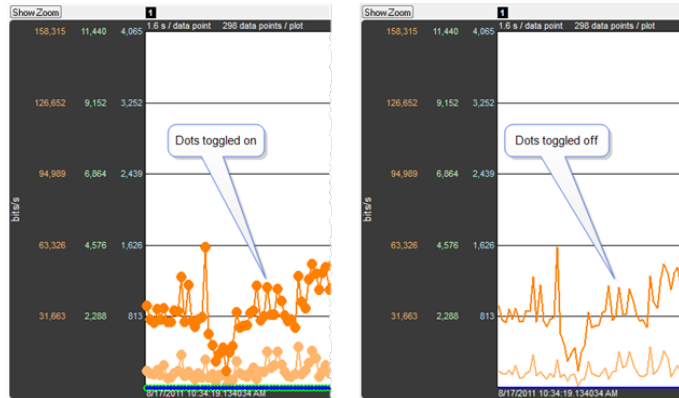 Show Zoom
1
1.6 s / data point 298 data points / plot
158,315 11,440 4,065
126,652 9,152 3,252
Dots toggled on
94,989 6,864 2,439
bits/s
63,326 4,576 1,626
31,663 2,288 813
8/17/2011 10:34:19.134034 AM
Show Zoom
1
1.6 s / data point 298 data points / plot
158,315 11,440 4,065
126,652 9,152 3,252
Dots toggled off
94,989 6,864 2,439
bits/s
63,326 4,576 1,626
31,663 2,288 813
8/17/2011 10:34:19.134034 AM